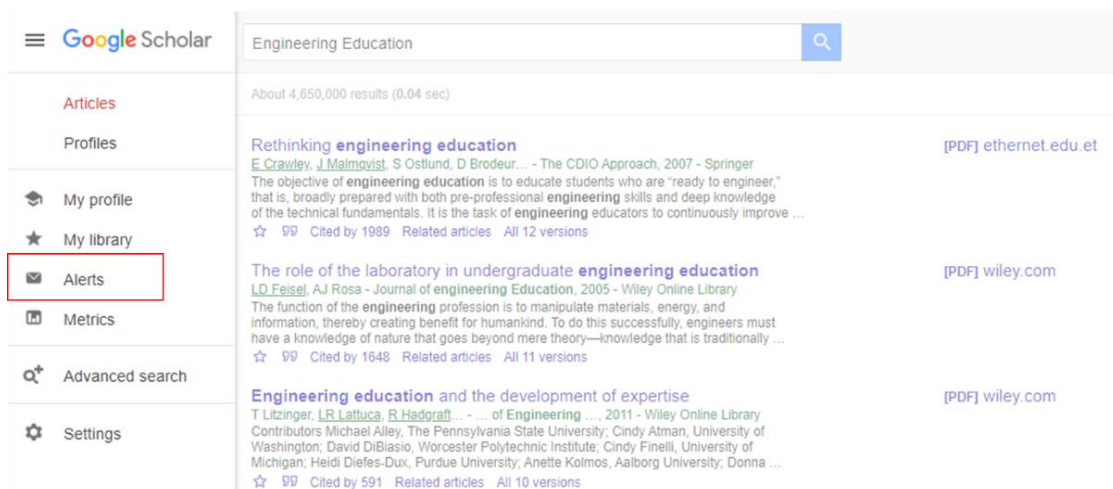 Google Scholar
Engineering Education
Articles
Profiles
My profile
My library
Alerts
Metrics
Advanced search
Settings
About 4,650,000 results (0.04 sec)
Rethinking engineering education
[PDF] ethernet.edu.et
E Crawley, J Malmqvist, S Ostlund, D Brodeur... - The CDIO Approach, 2007 - Springer
The objective of engineering education is to educate students who are “ready to engineer,”
that is, broadly prepared with both pre-professional engineering skills and deep knowledge
of the technical fundamentals. It is the task of engineering educators to continuously improve ...
Cited by 1989 Related articles All 12 versions
The role of the laboratory in undergraduate engineering education
[PDF] wiley.com
LD Feisel, AJ Rosa - Journal of engineering Education, 2005 - Wiley Online Library
The function of the engineering profession is to manipulate materials, energy, and
information, thereby creating benefit for humankind. To do this successfully, engineers must
have a knowledge of nature that goes beyond mere theory—knowledge that is traditionally ...
Cited by 1648 Related articles All 11 versions
Engineering education and the development of expertise
[PDF] wiley.com
T Litzinger, LR Lattuca, R Hadgraft... - ... of Engineering ..., 2011 - Wiley Online Library
Contributors Michael Alley, The Pennsylvania State University; Cindy Atman, University of
Washington; David DiBiasio, Worcester Polytechnic Institute; Cindy Finelli, University of
Michigan; Heidi Diefes-Dux, Purdue University; Anette Kolmos, Aalborg University; Donna ...
Cited by 591 Related articles All 10 versions